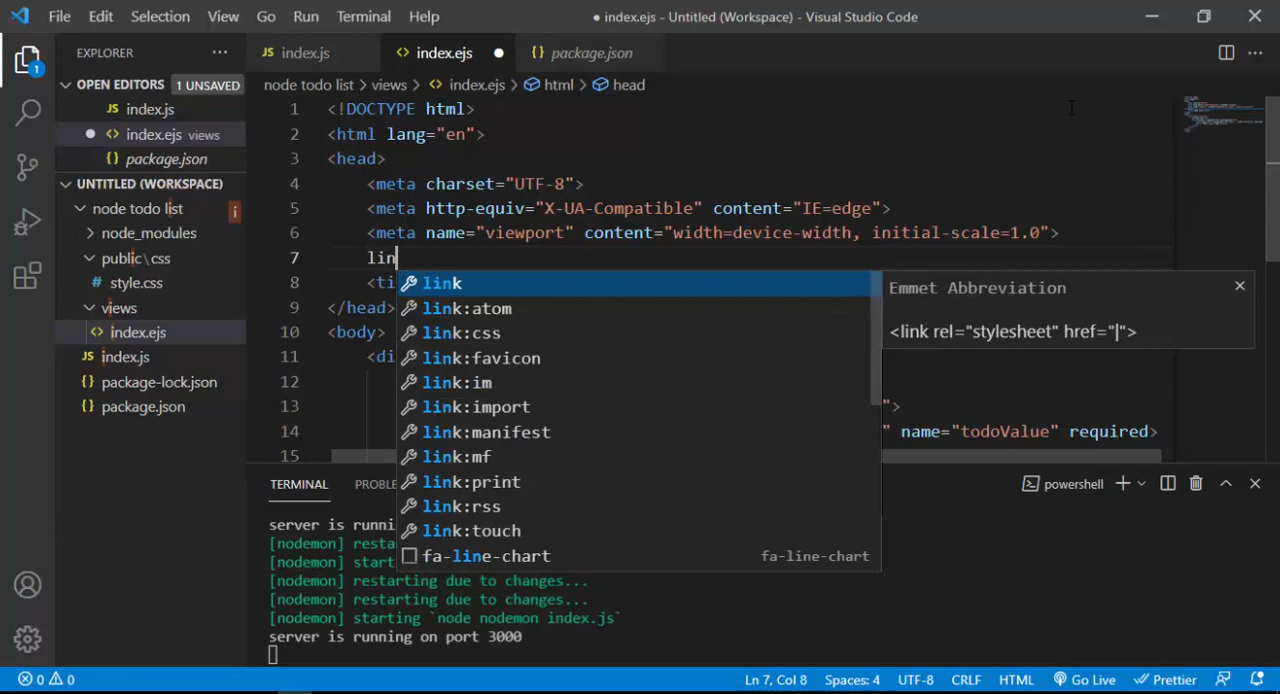 File Edit Selection View Go Run Terminal Help ● index.ejs - Untitled (Workspace) - Visual Studio Code
EXPLORER ···
JS index.js
<> index.ejs ●
{} package.json
OPEN EDITORS 1 UNSAVED
JS index.js
● <> index.ejs views
{} package.json
UNTITLED (WORKSPACE)
node todo list i
node_modules
public\css
# style.css
views
<> index.ejs
JS index.js
{} package-lock.json
{} package.json
1
node todo list > views > <> index.ejs > html > head
1 <!DOCTYPE html>
2 <html lang="en">
3 <head>
4 <meta charset="UTF-8">
5 <meta http-equiv="X-UA-Compatible" content="IE=edge">
6 <meta name="viewport" content="width=device-width, initial-scale=1.0">
7 lin
8 <ti
9 </head>
10 <body>
11 <di
12
13 ">
14 " name="todoValue" required>
15
link
link:atom
link:css
link:favicon
link:im
link:import
link:manifest
link:mf
link:print
link:rss
link:touch
fa-line-chart fa-line-chart
Emmet Abbreviation
<link rel="stylesheet" href="|">
TERMINAL PROBLE powershell
server is runni
[nodemon] resta
[nodemon] start
[nodemon] restarting due to changes...
[nodemon] restarting due to changes...
[nodemon] starting `node nodemon index.js`
server is running on port 3000
0 0 Ln 7, Col 8 Spaces: 4 UTF-8 CRLF HTML Go Live Prettier